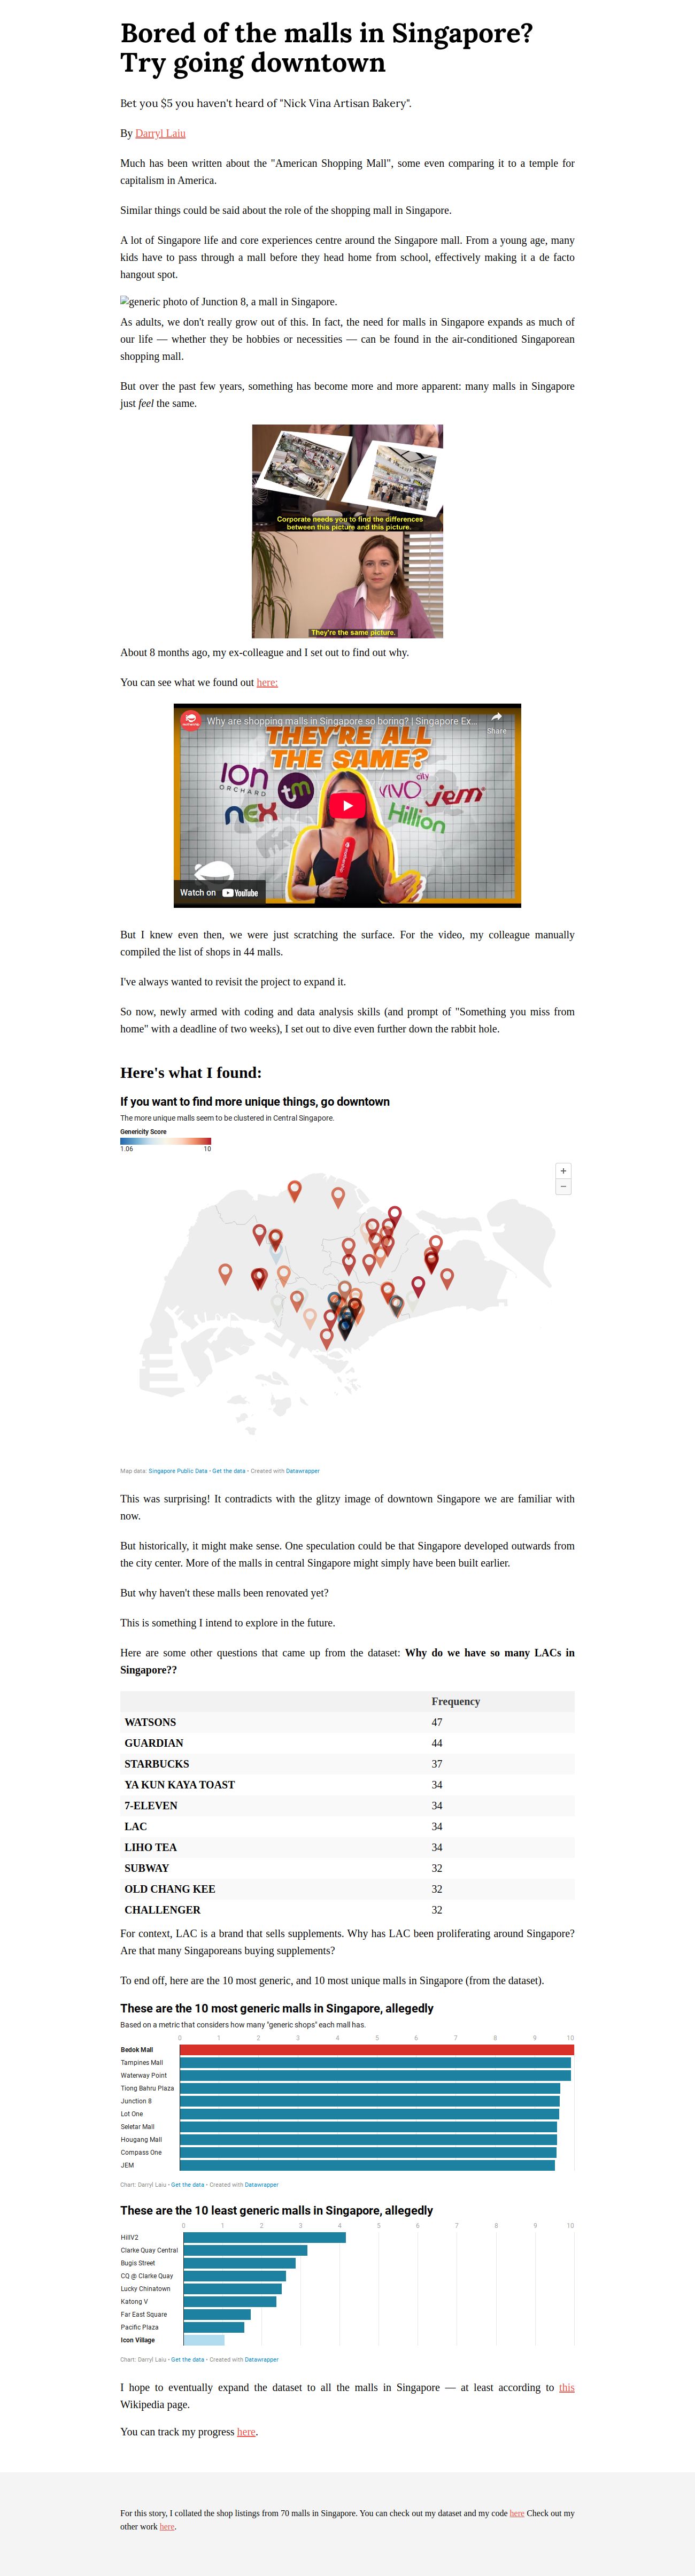 Bored of the malls in Singapore?
Try going downtown
Bet you $5 you haven't heard of "Nick Vina Artisan Bakery".
By Darryl Laiu
Much has been written about the "American Shopping Mall", some even comparing it to a temple for
capitalism in America.
Similar things could be said about the role of the shopping mall in Singapore.
A lot of Singapore life and core experiences centre around the Singapore mall. From a young age, many
kids have to pass through a mall before they head home from school, effectively making it a de facto
hangout spot.
generic photo of Junction 8, a mall in Singapore.
As adults, we don't really grow out of this. In fact, the need for malls in Singapore expands as much of
our life — whether they be hobbies or necessities — can be found in the air-conditioned Singaporean
shopping mall.
But over the past few years, something has become more and more apparent: many malls in Singapore
just feel the same.
Corporate needs you to find the differences
between this picture and this picture.
They're the same picture.
About 8 months ago, my ex-colleague and I set out to find out why.
You can see what we found out here:
Why are shopping malls in Singapore so boring? | Singapore Ex...
Share
THEY'RE ALL
THE SAME?
ION
ORCHARD
tm
VIVO
city
jem
nex
Hillion
Watch on YouTube
But I knew even then, we were just scratching the surface. For the video, my colleague manually
compiled the list of shops in 44 malls.
I've always wanted to revisit the project to expand it.
So now, newly armed with coding and data analysis skills (and prompt of "Something you miss from
home" with a deadline of two weeks), I set out to dive even further down the rabbit hole.
Here's what I found:
If you want to find more unique things, go downtown
The more unique malls seem to be clustered in Central Singapore.
Genericity Score
1.06 10
+
−
Map data: Singapore Public Data • Get the data • Created with Datawrapper
This was surprising! It contradicts with the glitzy image of downtown Singapore we are familiar with
now.
But historically, it might make sense. One speculation could be that Singapore developed outwards from
the city center. More of the malls in central Singapore might simply have been built earlier.
But why haven't these malls been renovated yet?
This is something I intend to explore in the future.
Here are some other questions that came up from the dataset: Why do we have so many LACs in
Singapore??
Frequency
WATSONS 47
GUARDIAN 44
STARBUCKS 37
YA KUN KAYA TOAST 34
7-ELEVEN 34
LAC 34
LIHO TEA 34
SUBWAY 32
OLD CHANG KEE 32
CHALLENGER 32
For context, LAC is a brand that sells supplements. Why has LAC been proliferating around Singapore?
Are that many Singaporeans buying supplements?
To end off, here are the 10 most generic, and 10 most unique malls in Singapore (from the dataset).
These are the 10 most generic malls in Singapore, allegedly
Based on a metric that considers how many "generic shops" each mall has.
0 1 2 3 4 5 6 7 8 9 10
Bedok Mall
Tampines Mall
Waterway Point
Tiong Bahru Plaza
Junction 8
Lot One
Seletar Mall
Hougang Mall
Compass One
JEM
Chart: Darryl Laiu • Get the data • Created with Datawrapper
These are the 10 least generic malls in Singapore, allegedly
0 1 2 3 4 5 6 7 8 9 10
HillV2
Clarke Quay Central
Bugis Street
CQ @ Clarke Quay
Lucky Chinatown
Katong V
Far East Square
Pacific Plaza
Icon Village
Chart: Darryl Laiu • Get the data • Created with Datawrapper
I hope to eventually expand the dataset to all the malls in Singapore — at least according to this
Wikipedia page.
You can track my progress here.
For this story, I collated the shop listings from 70 malls in Singapore. You can check out my dataset and my code here Check out my
other work here.